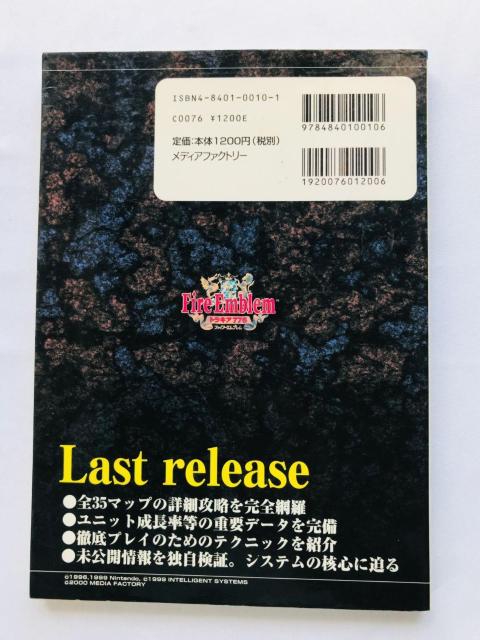 ISBN4-8401-0010-1
C0076 ¥1200E
定価:本体1200円(税別)
メディアファクトリー
9784840100106
1920076012006
Fire Emblem
トラキア776
ファイアーエムブレム
Last release
●全35マップの詳細攻略を完全網羅
●ユニット成長率等の重要データを完備
●徹底プレイのためのテクニックを紹介
●未公開情報を独自検証。システムの核心に迫る
©1996,1999 Nintendo, ©1999 INTELLIGENT SYSTEMS
©2000 MEDIA FACTORY